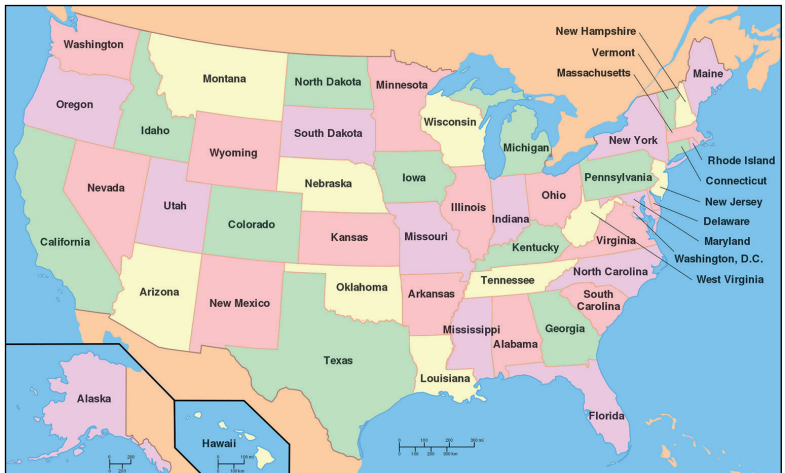 New Hampshire
Vermont
Massachusetts
Washington
Montana
North Dakota
Minnesota
Maine
Oregon
Idaho
Wisconsin
South Dakota
Michigan
New York
Wyoming
Rhode Island
Connecticut
Nebraska
Iowa
Pennsylvania
Nevada
Utah
Illinois
Indiana
Ohio
New Jersey
Colorado
Delaware
California
Kansas
Missouri
Kentucky
Virginia
Maryland
Washington, D.C.
West Virginia
Arizona
New Mexico
Oklahoma
Arkansas
Tennessee
North Carolina
South
Carolina
Mississippi
Alabama
Georgia
Texas
Louisiana
Alaska
Hawaii
Florida